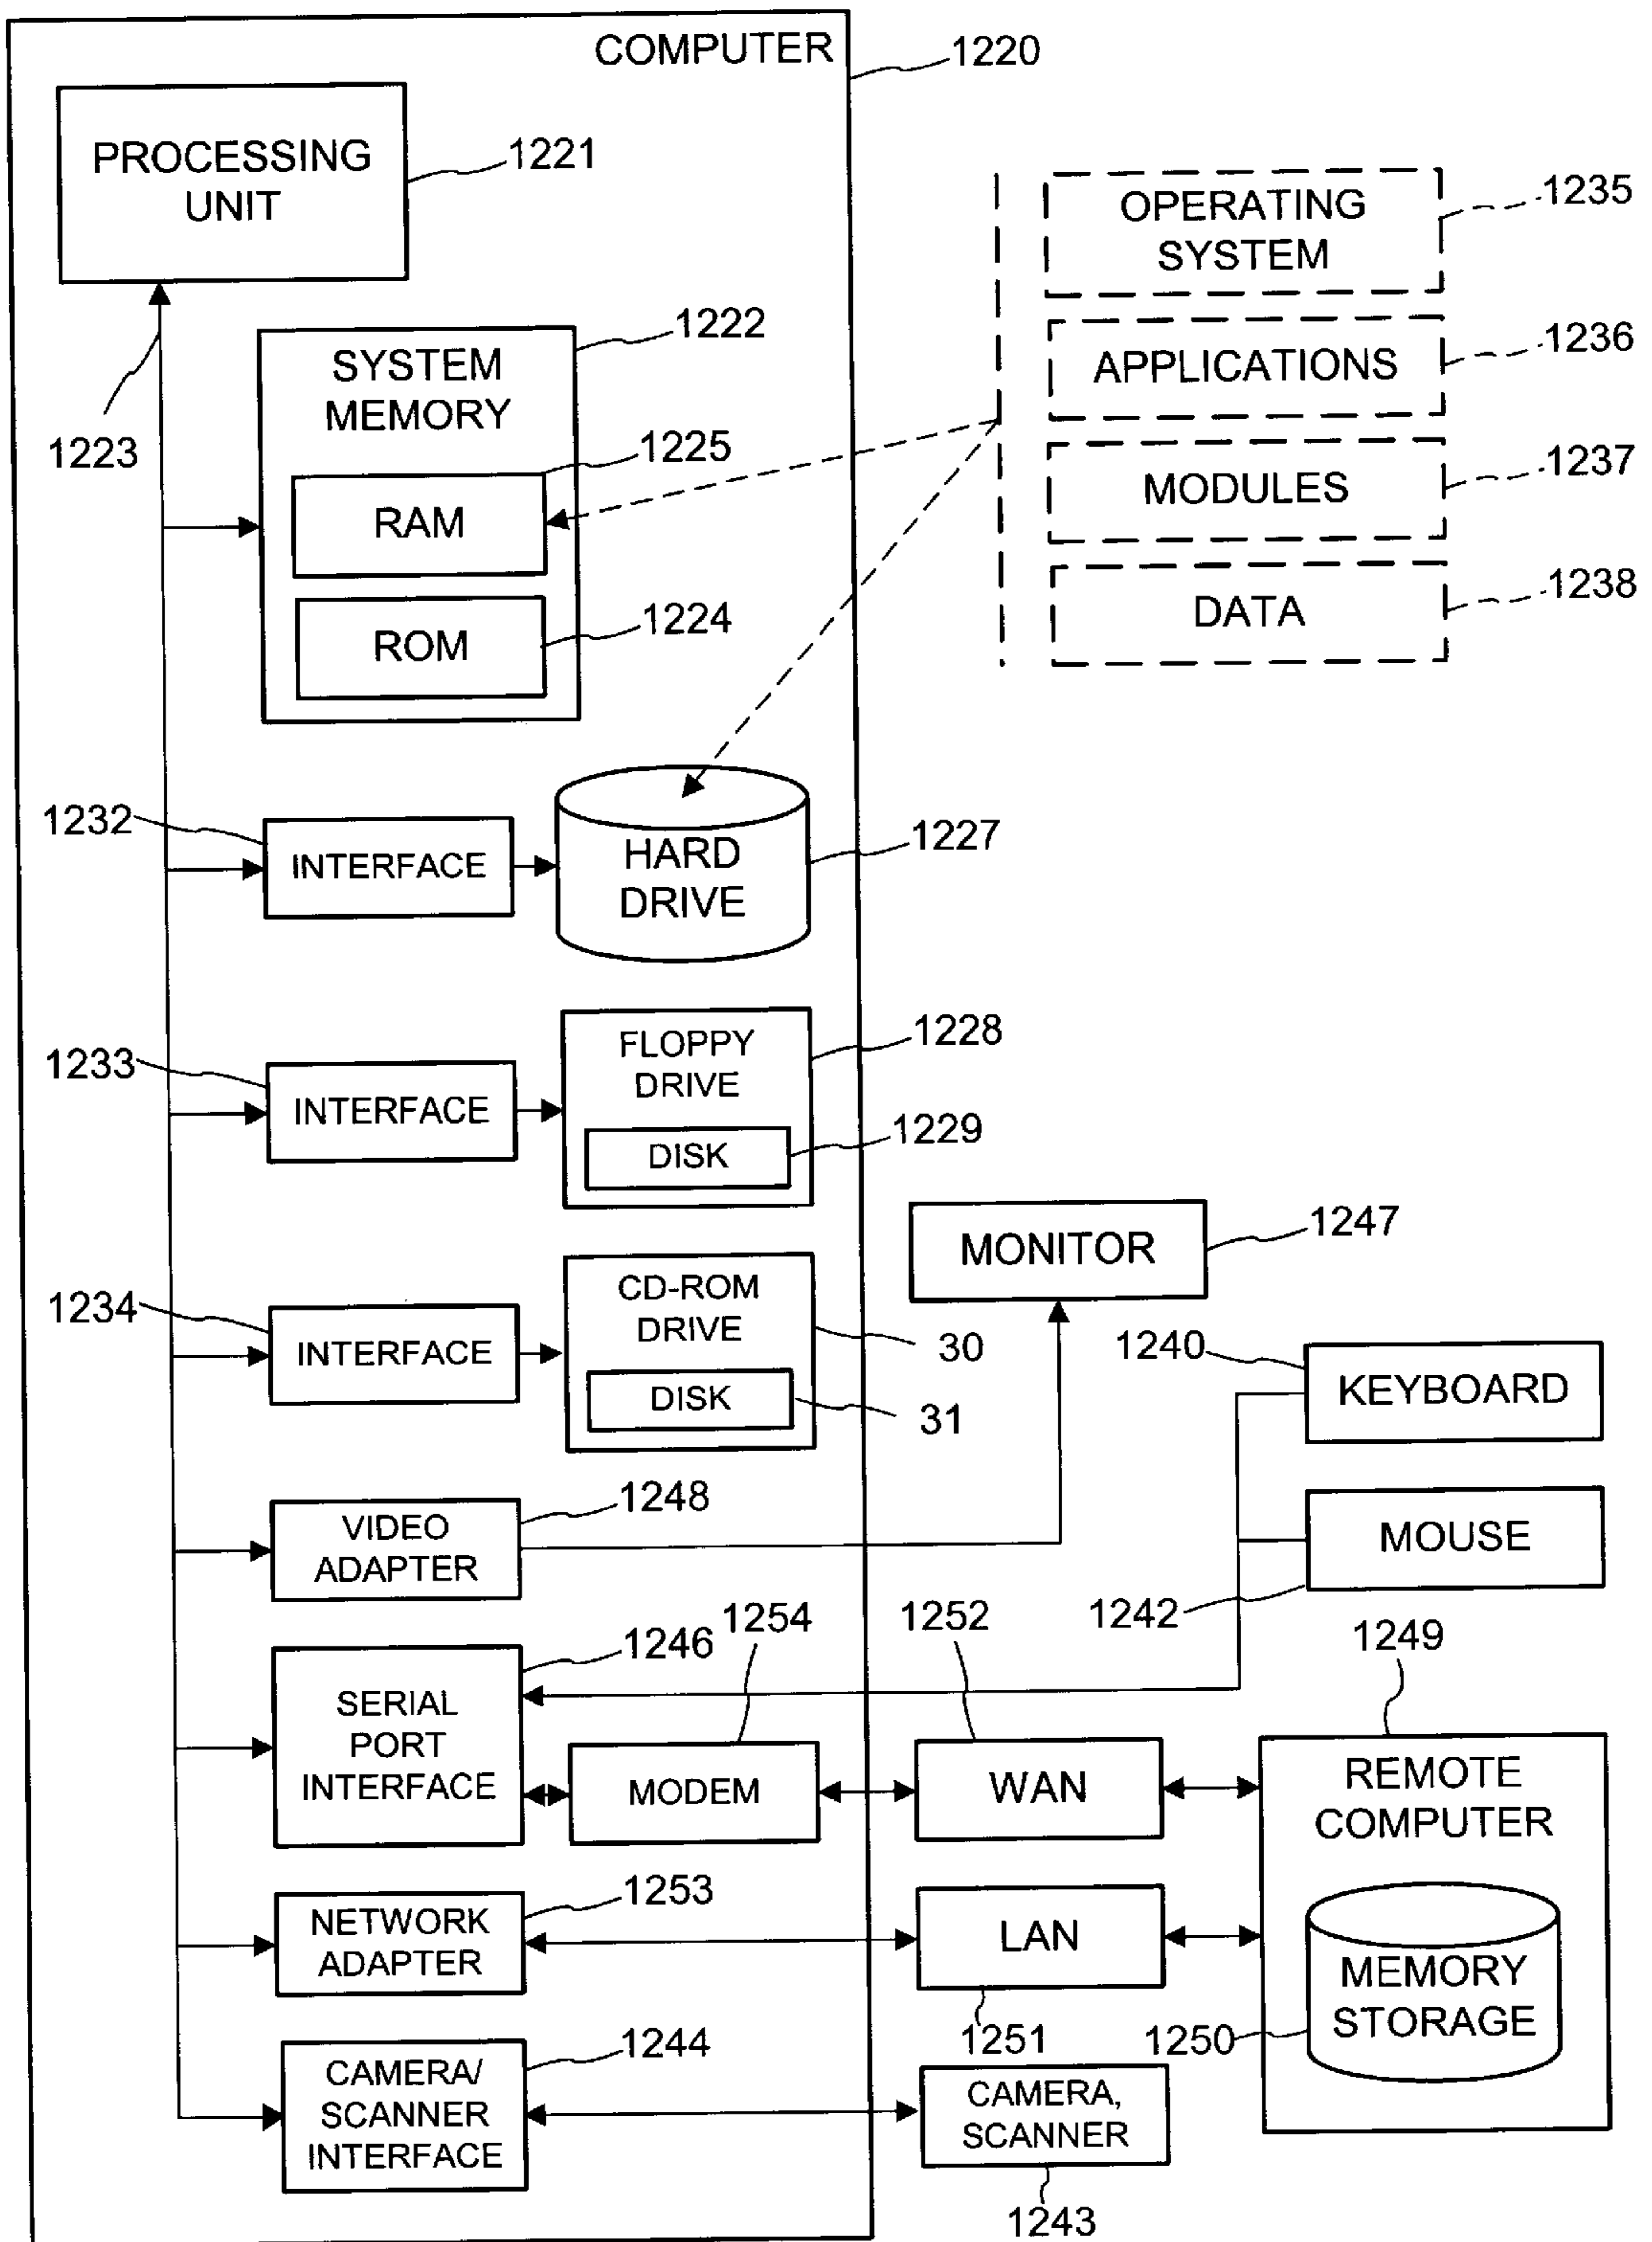 COMPUTER
1220
PROCESSING
UNIT
1221
OPERATING
SYSTEM
1235
1222
SYSTEM
MEMORY
APPLICATIONS
1236
1223
1225
RAM
MODULES
1237
ROM
1224
DATA
1238
1232
INTERFACE
HARD
DRIVE
1227
1233
INTERFACE
FLOPPY
DRIVE
1228
DISK
1229
MONITOR
1247
1234
INTERFACE
CD-ROM
DRIVE
30
DISK
31
1240
KEYBOARD
VIDEO
ADAPTER
1248
MOUSE
1242
1246
1254
1252
1249
SERIAL
PORT
INTERFACE
MODEM
WAN
REMOTE
COMPUTER
1253
NETWORK
ADAPTER
LAN
1251
MEMORY
STORAGE
1250
1244
CAMERA/
SCANNER
INTERFACE
CAMERA,
SCANNER
1243